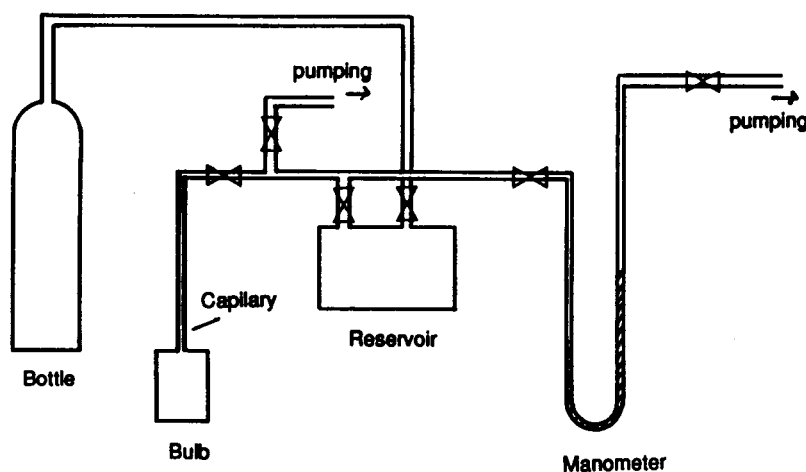 pumping
pumping
Capilary
Reservoir
Bottle
Bulb
Manometer